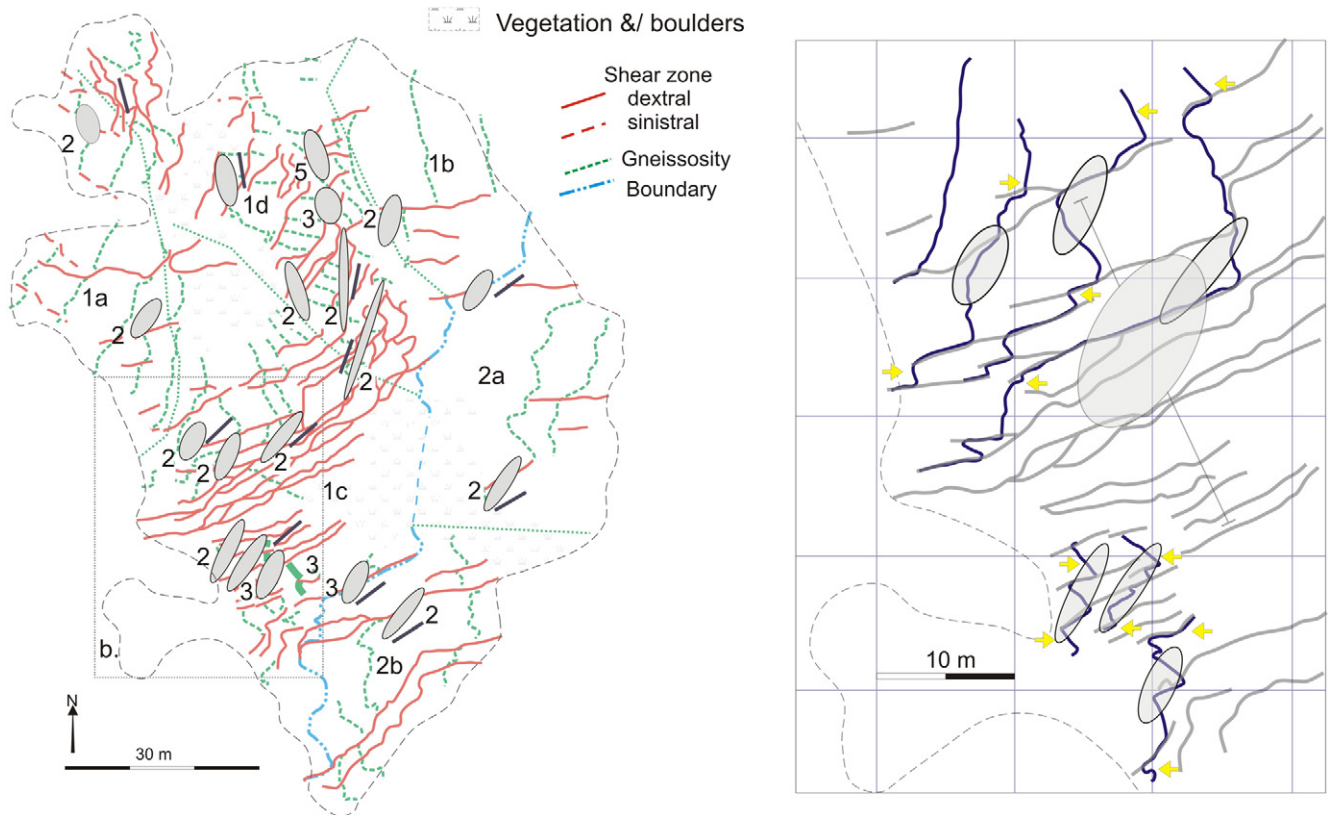 Vegetation &/ boulders
Shear zone
dextral
sinistral
Gneissosity
Boundary
2
5
1b
1d
3
2
1a
2
2
2
2
2a
2
2
2
1c
2
2
3
3
3
2
b.
2b
N
30 m
10 m